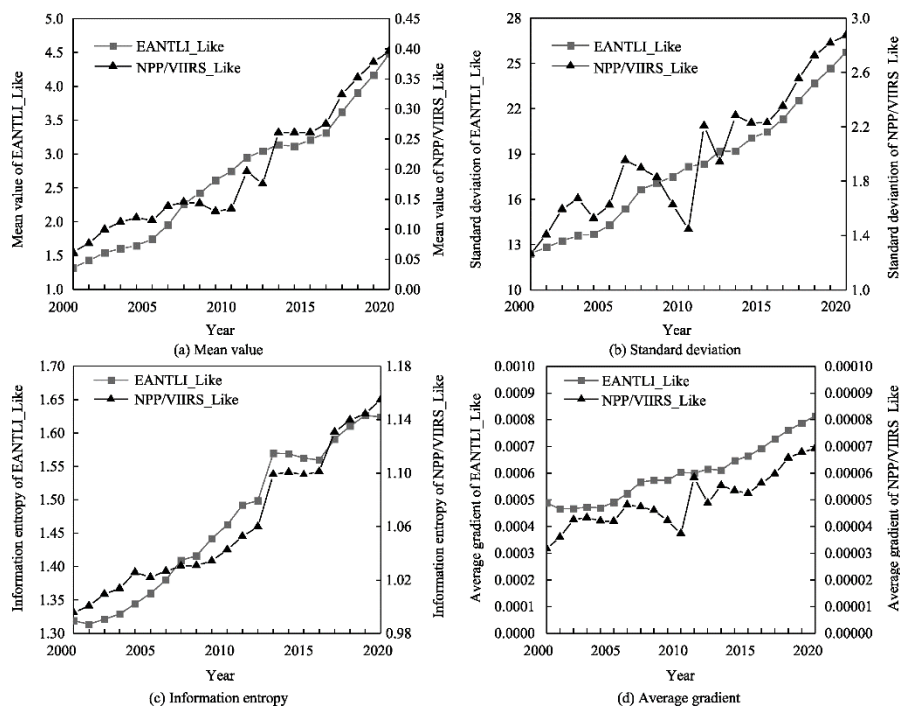 Mean value of EANTLI_Like
5.0
4.5
4.0
3.5
3.0
2.5
2.0
1.5
1.0
EANTLI_Like
NPP/VIIRS_Like
0.45
0.40
0.35
0.30
0.25
0.20
0.15
0.10
0.05
0.00
Mean value of NPP/VIIRS_Like
2000 2005 2010 2015 2020
Year
(a) Mean value
Standard deviation of EANTLI_Like
28
25
22
19
16
13
10
EANTLI_Like
NPP/VIIRS_Like
3.0
2.6
2.2
1.8
1.4
1.0
Standard deviantion of NPP/VIIRS_Like
2000 2005 2010 2015 2020
Year
(b) Standard deviation
Information entropy of EANTLI_Like
1.70
1.65
1.60
1.55
1.50
1.45
1.40
1.35
1.30
EANTLI_Like
NPP/VIIRS_Like
1.18
1.14
1.10
1.06
1.02
0.98
Information entropy of NPP/VIIRS_Like
2000 2005 2010 2015 2020
Year
(c) Information entropy
Average gradient of EANTLI_Like
0.0010
0.0009
0.0008
0.0007
0.0006
0.0005
0.0004
0.0003
0.0002
0.0001
0.0000
EANTLI_Like
NPP/VIIRS_Like
0.00010
0.00009
0.00008
0.00007
0.00006
0.00005
0.00004
0.00003
0.00002
0.00001
0.00000
Average gradient of NPP/VIIRS_Like
2000 2005 2010 2015 2020
Year
(d) Average gradient